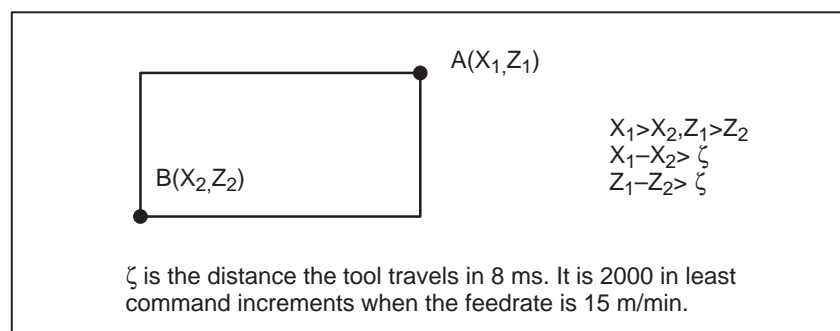 A(X1,Z1)
X1>X2,Z1>Z2
X1–X2> ζ
B(X2,Z2)
Z1–Z2> ζ
ζ is the distance the tool travels in 8 ms. It is 2000 in least
command increments when the feedrate is 15 m/min.